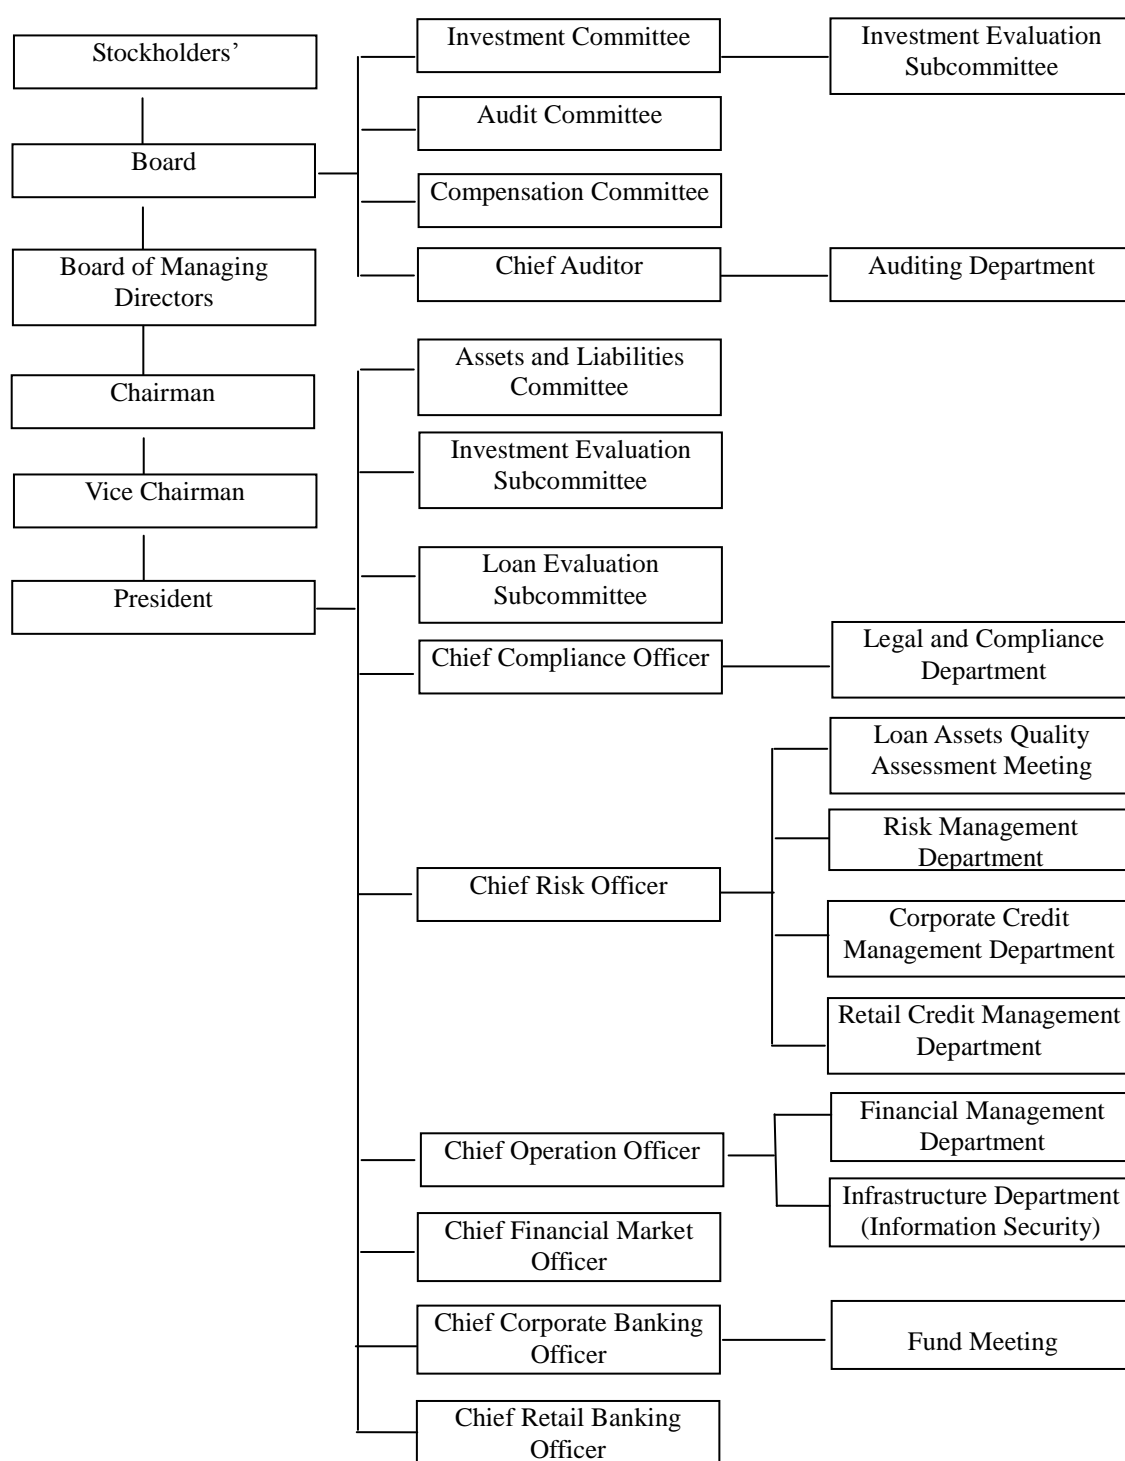 Stockholders’
Board
Board of Managing
Directors
Chairman
Vice Chairman
President
Investment Committee
Audit Committee
Compensation Committee
Chief Auditor
Assets and Liabilities
Committee
Investment Evaluation
Subcommittee
Loan Evaluation
Subcommittee
Chief Compliance Officer
Chief Risk Officer
Chief Operation Officer
Chief Financial Market
Officer
Chief Corporate Banking
Officer
Chief Retail Banking
Officer
Investment Evaluation
Subcommittee
Auditing Department
Legal and Compliance
Department
Loan Assets Quality
Assessment Meeting
Risk Management
Department
Corporate Credit
Management Department
Retail Credit Management
Department
Financial Management
Department
Infrastructure Department
(Information Security)
Fund Meeting